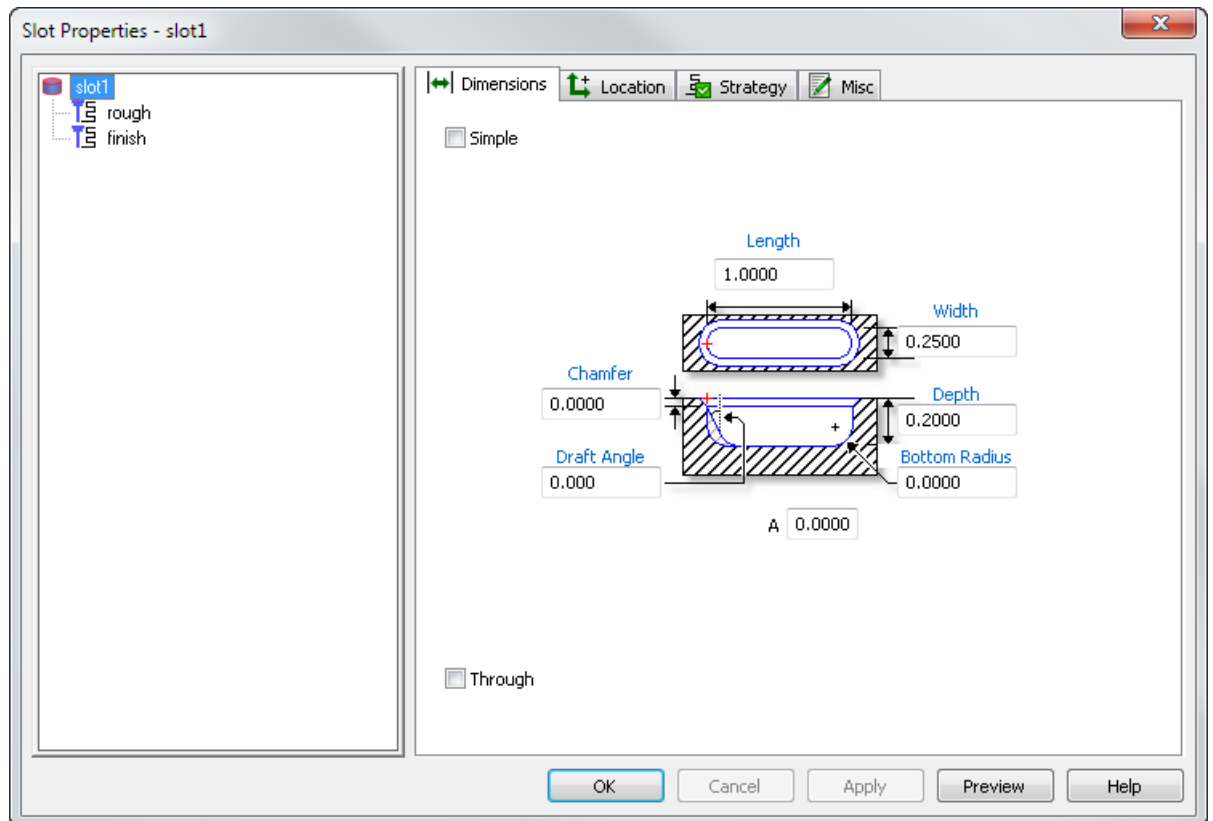 Slot Properties - slot1
slot1
rough
finish
Dimensions Location Strategy Misc
Simple
Length
1.0000
Width
0.2500
Chamfer
0.0000
Depth
0.2000
Draft Angle
0.000
Bottom Radius
0.0000
A 0.0000
Through
OK Cancel Apply Preview Help